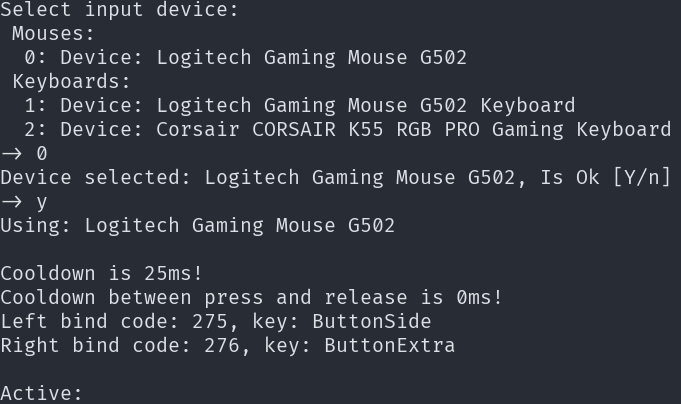 Select input device:
 Mouses:
  0: Device: Logitech Gaming Mouse G502
 Keyboards:
  1: Device: Logitech Gaming Mouse G502 Keyboard
  2: Device: Corsair CORSAIR K55 RGB PRO Gaming Keyboard
-> 0
Device selected: Logitech Gaming Mouse G502, Is Ok [Y/n]
-> y
Using: Logitech Gaming Mouse G502

Cooldown is 25ms!
Cooldown between press and release is 0ms!
Left bind code: 275, key: ButtonSide
Right bind code: 276, key: ButtonExtra

Active: